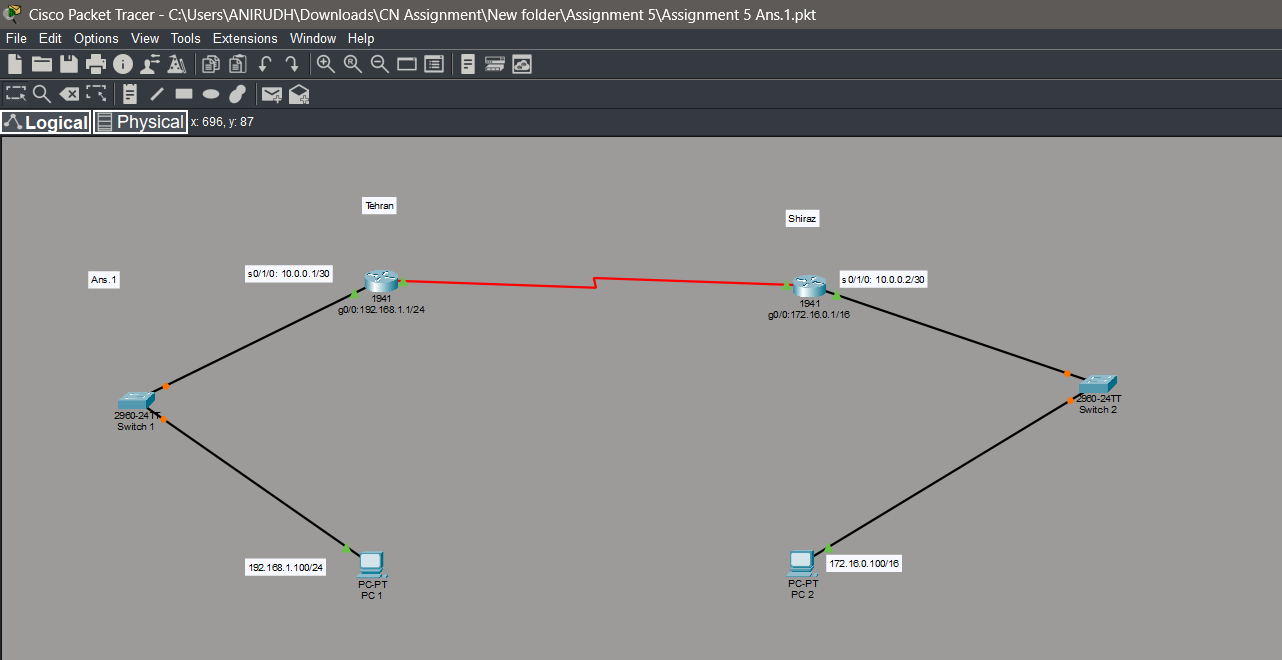 Cisco Packet Tracer - C:\Users\ANIRUDH\Downloads\CN Assignment\New folder\Assignment 5\Assignment 5 Ans.1.pkt
File Edit Options View Tools Extensions Window Help
Logical Physical x: 696, y: 87
Tehran
Shiraz
Ans.1
s0/1/0: 10.0.0.1/30
s0/1/0: 10.0.0.2/30
1941
g0/0:192.168.1.1/24
1941
g0/0:172.16.0.1/16
2960-24TT
Switch 1
2960-24TT
Switch 2
192.168.1.100/24
PC-PT
PC 1
172.16.0.100/16
PC-PT
PC 2